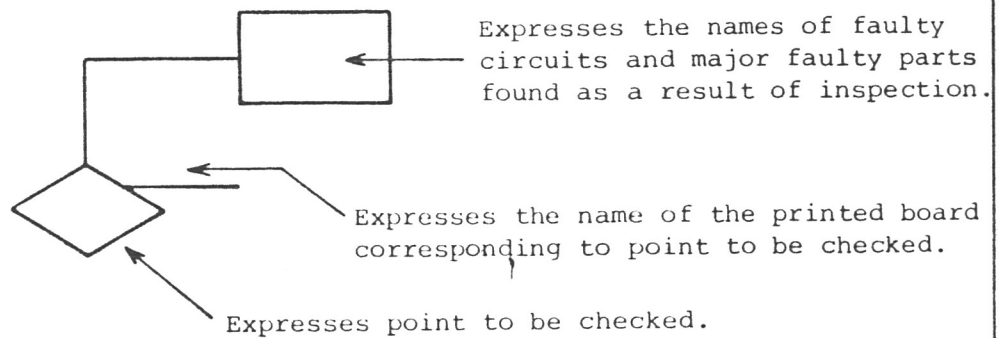 Expresses the names of faulty
circuits and major faulty parts
found as a result of inspection.
Expresses the name of the printed board
corresponding to point to be checked.
Expresses point to be checked.